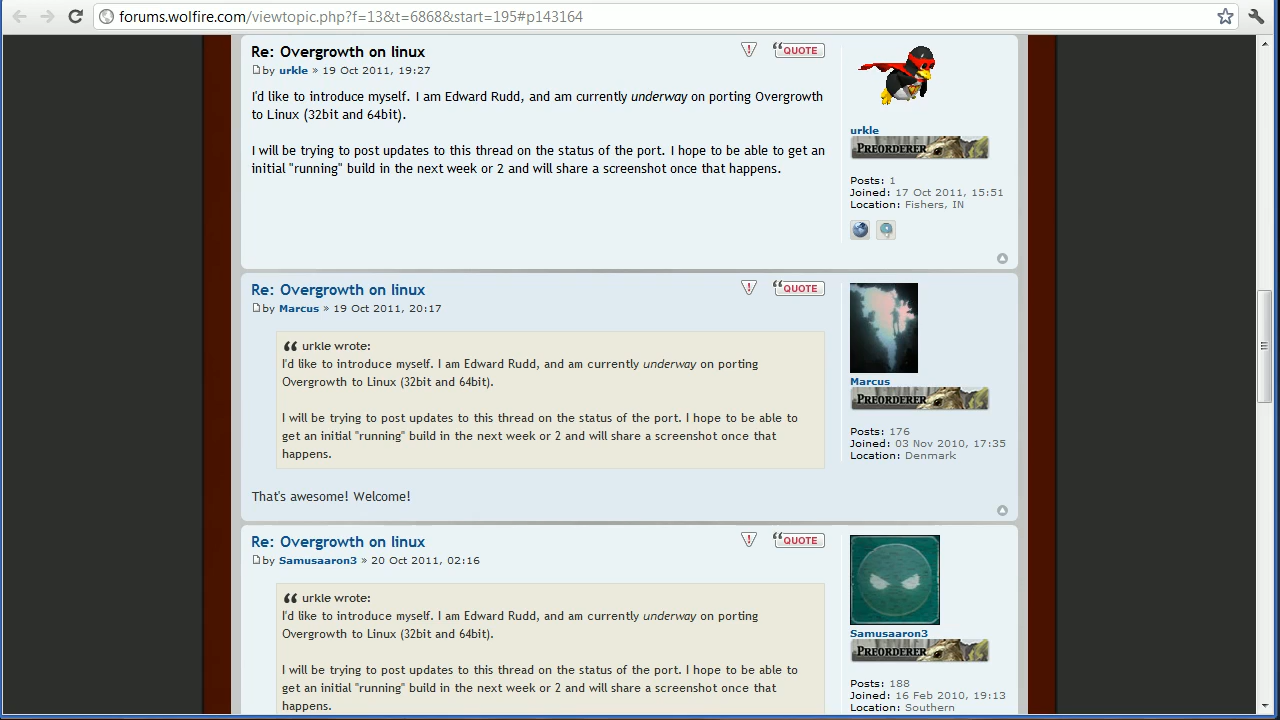 forums.wolfire.com/viewtopic.php?f=13&t=6868&start=195#p143164
Re: Overgrowth on linux
QUOTE
by urkle » 19 Oct 2011, 19:27
I'd like to introduce myself. I am Edward Rudd, and am currently underway on porting Overgrowth
to Linux (32bit and 64bit).
I will be trying to post updates to this thread on the status of the port. I hope to be able to get an
initial "running" build in the next week or 2 and will share a screenshot once that happens.
urkle
PREORDERER
Posts: 1
Joined: 17 Oct 2011, 15:51
Location: Fishers, IN
Re: Overgrowth on linux
QUOTE
by Marcus » 19 Oct 2011, 20:17
urkle wrote:
I'd like to introduce myself. I am Edward Rudd, and am currently underway on porting
Overgrowth to Linux (32bit and 64bit).
I will be trying to post updates to this thread on the status of the port. I hope to be able to
get an initial "running" build in the next week or 2 and will share a screenshot once that
happens.
That's awesome! Welcome!
Marcus
PREORDERER
Posts: 176
Joined: 03 Nov 2010, 17:35
Location: Denmark
Re: Overgrowth on linux
QUOTE
by Samusaaron3 » 20 Oct 2011, 02:16
urkle wrote:
I'd like to introduce myself. I am Edward Rudd, and am currently underway on porting
Overgrowth to Linux (32bit and 64bit).
I will be trying to post updates to this thread on the status of the port. I hope to be able to
get an initial "running" build in the next week or 2 and will share a screenshot once that
happens.
Samusaaron3
PREORDERER
Posts: 188
Joined: 16 Feb 2010, 19:13
Location: Southern